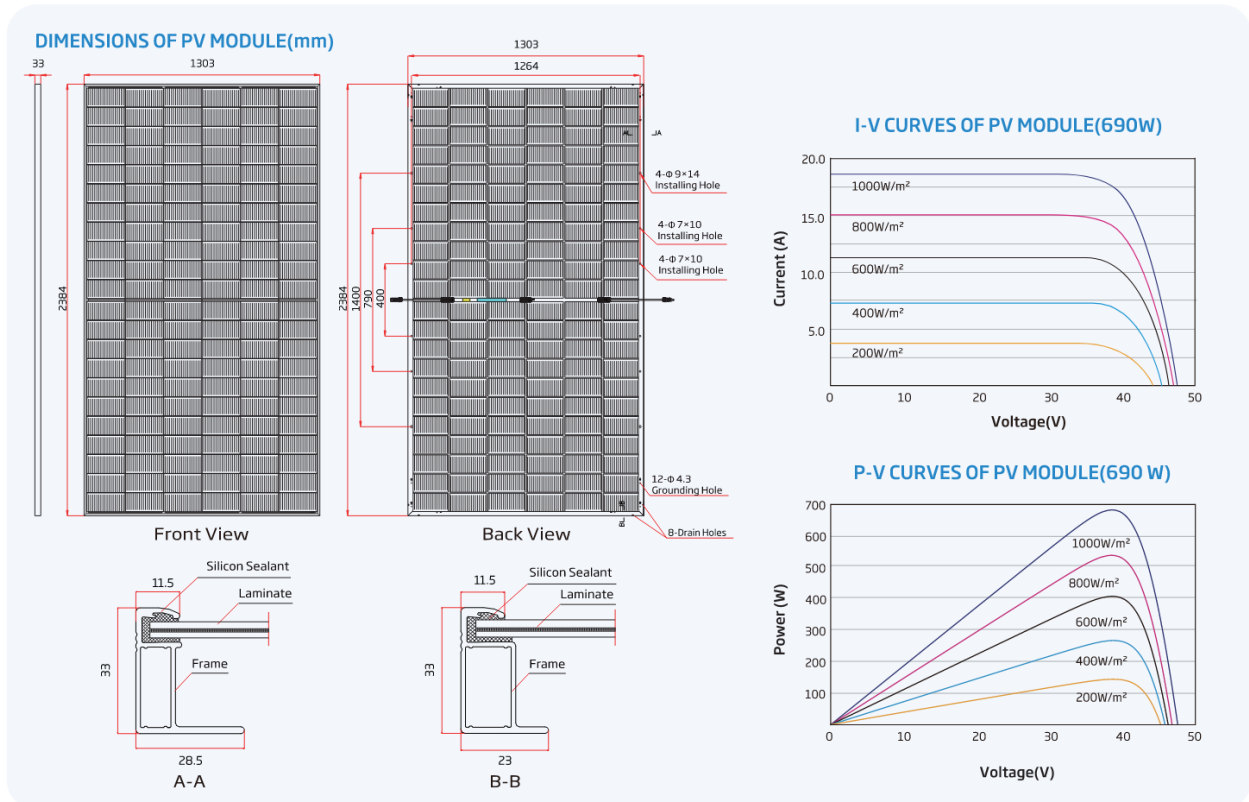 DIMENSIONS OF PV MODULE(mm)
33
1303
2384
Front View
1303
1264
2384
1400
790
400
A
A
4-Φ 9×14
Installing Hole
4-Φ 7×10
Installing Hole
4-Φ 7×10
Installing Hole
12-Φ 4.3
Grounding Hole
8-Drain Holes
B
B
Back View
11.5
Silicon Sealant
Laminate
Frame
33
28.5
A-A
11.5
Silicon Sealant
Laminate
Frame
33
23
B-B
I-V CURVES OF PV MODULE(690W)
Current (A)
20.0
15.0
10.0
5.0
1000W/m²
800W/m²
600W/m²
400W/m²
200W/m²
0 10 20 30 40 50
Voltage(V)
P-V CURVES OF PV MODULE(690 W)
Power (W)
700
600
500
400
300
200
100
1000W/m²
800W/m²
600W/m²
400W/m²
200W/m²
0 10 20 30 40 50
Voltage(V)